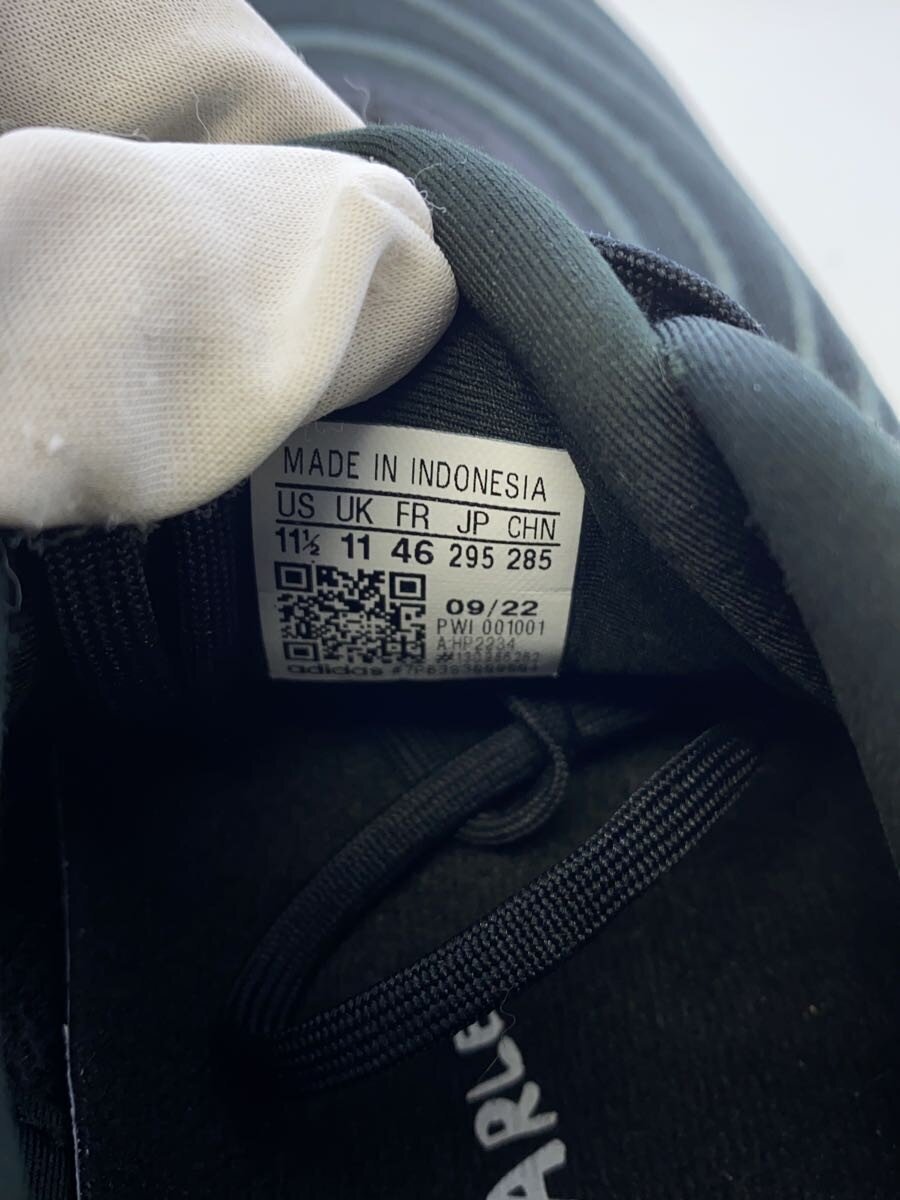 MADE IN INDONESIA
US UK FR JP CHN
11½ 11 46 295 285
09/22
PWI 001001
A:HP2234
adidas
ARLE